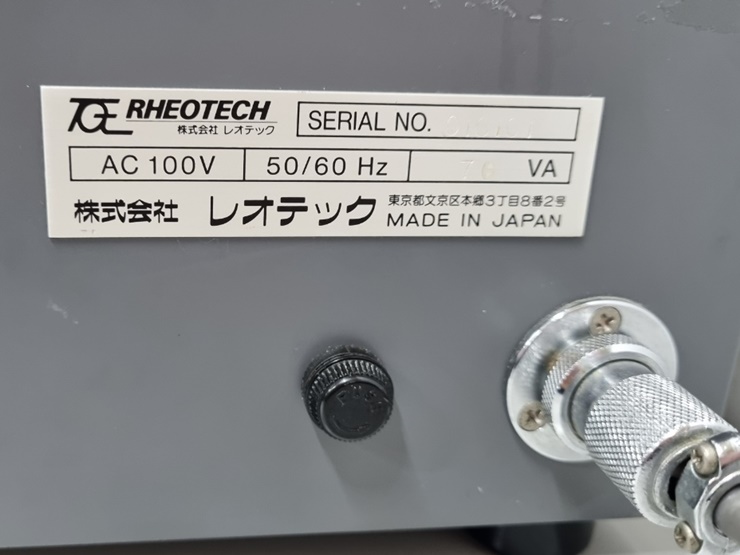 RHEOTECH
株式会社 レオテック
SERIAL NO.
AC 100V 50/60 Hz 70 VA
株式会社 レオテック
東京都文京区本郷3丁目8番2号
MADE IN JAPAN
FUSE